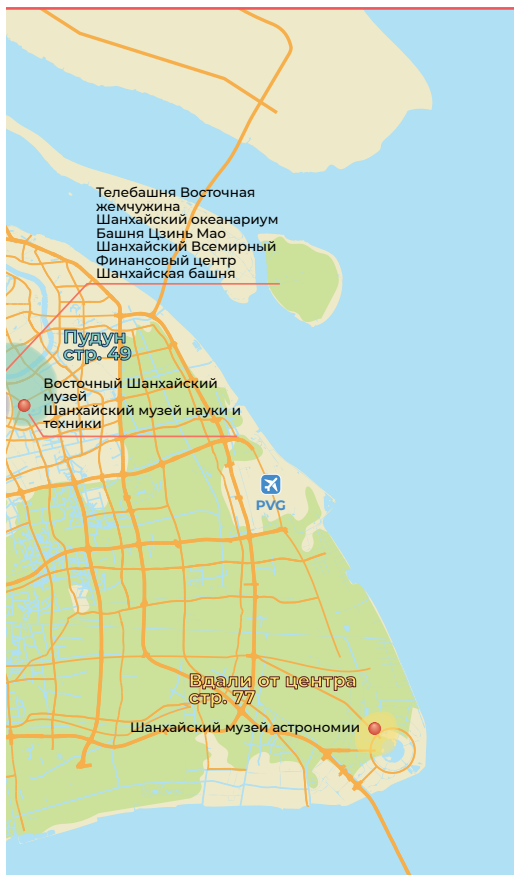 Телебашня Восточная
жемчужина
Шанхайский океанариум
Башня Цзинь Мао
Шанхайский Всемирный
Финансовый центр
Шанхайская башня
Пудун
стр. 49
Восточный Шанхайский
музей
Шанхайский музей науки и
техники
PVG
Вдали от центра
стр. 77
Шанхайский музей астрономии